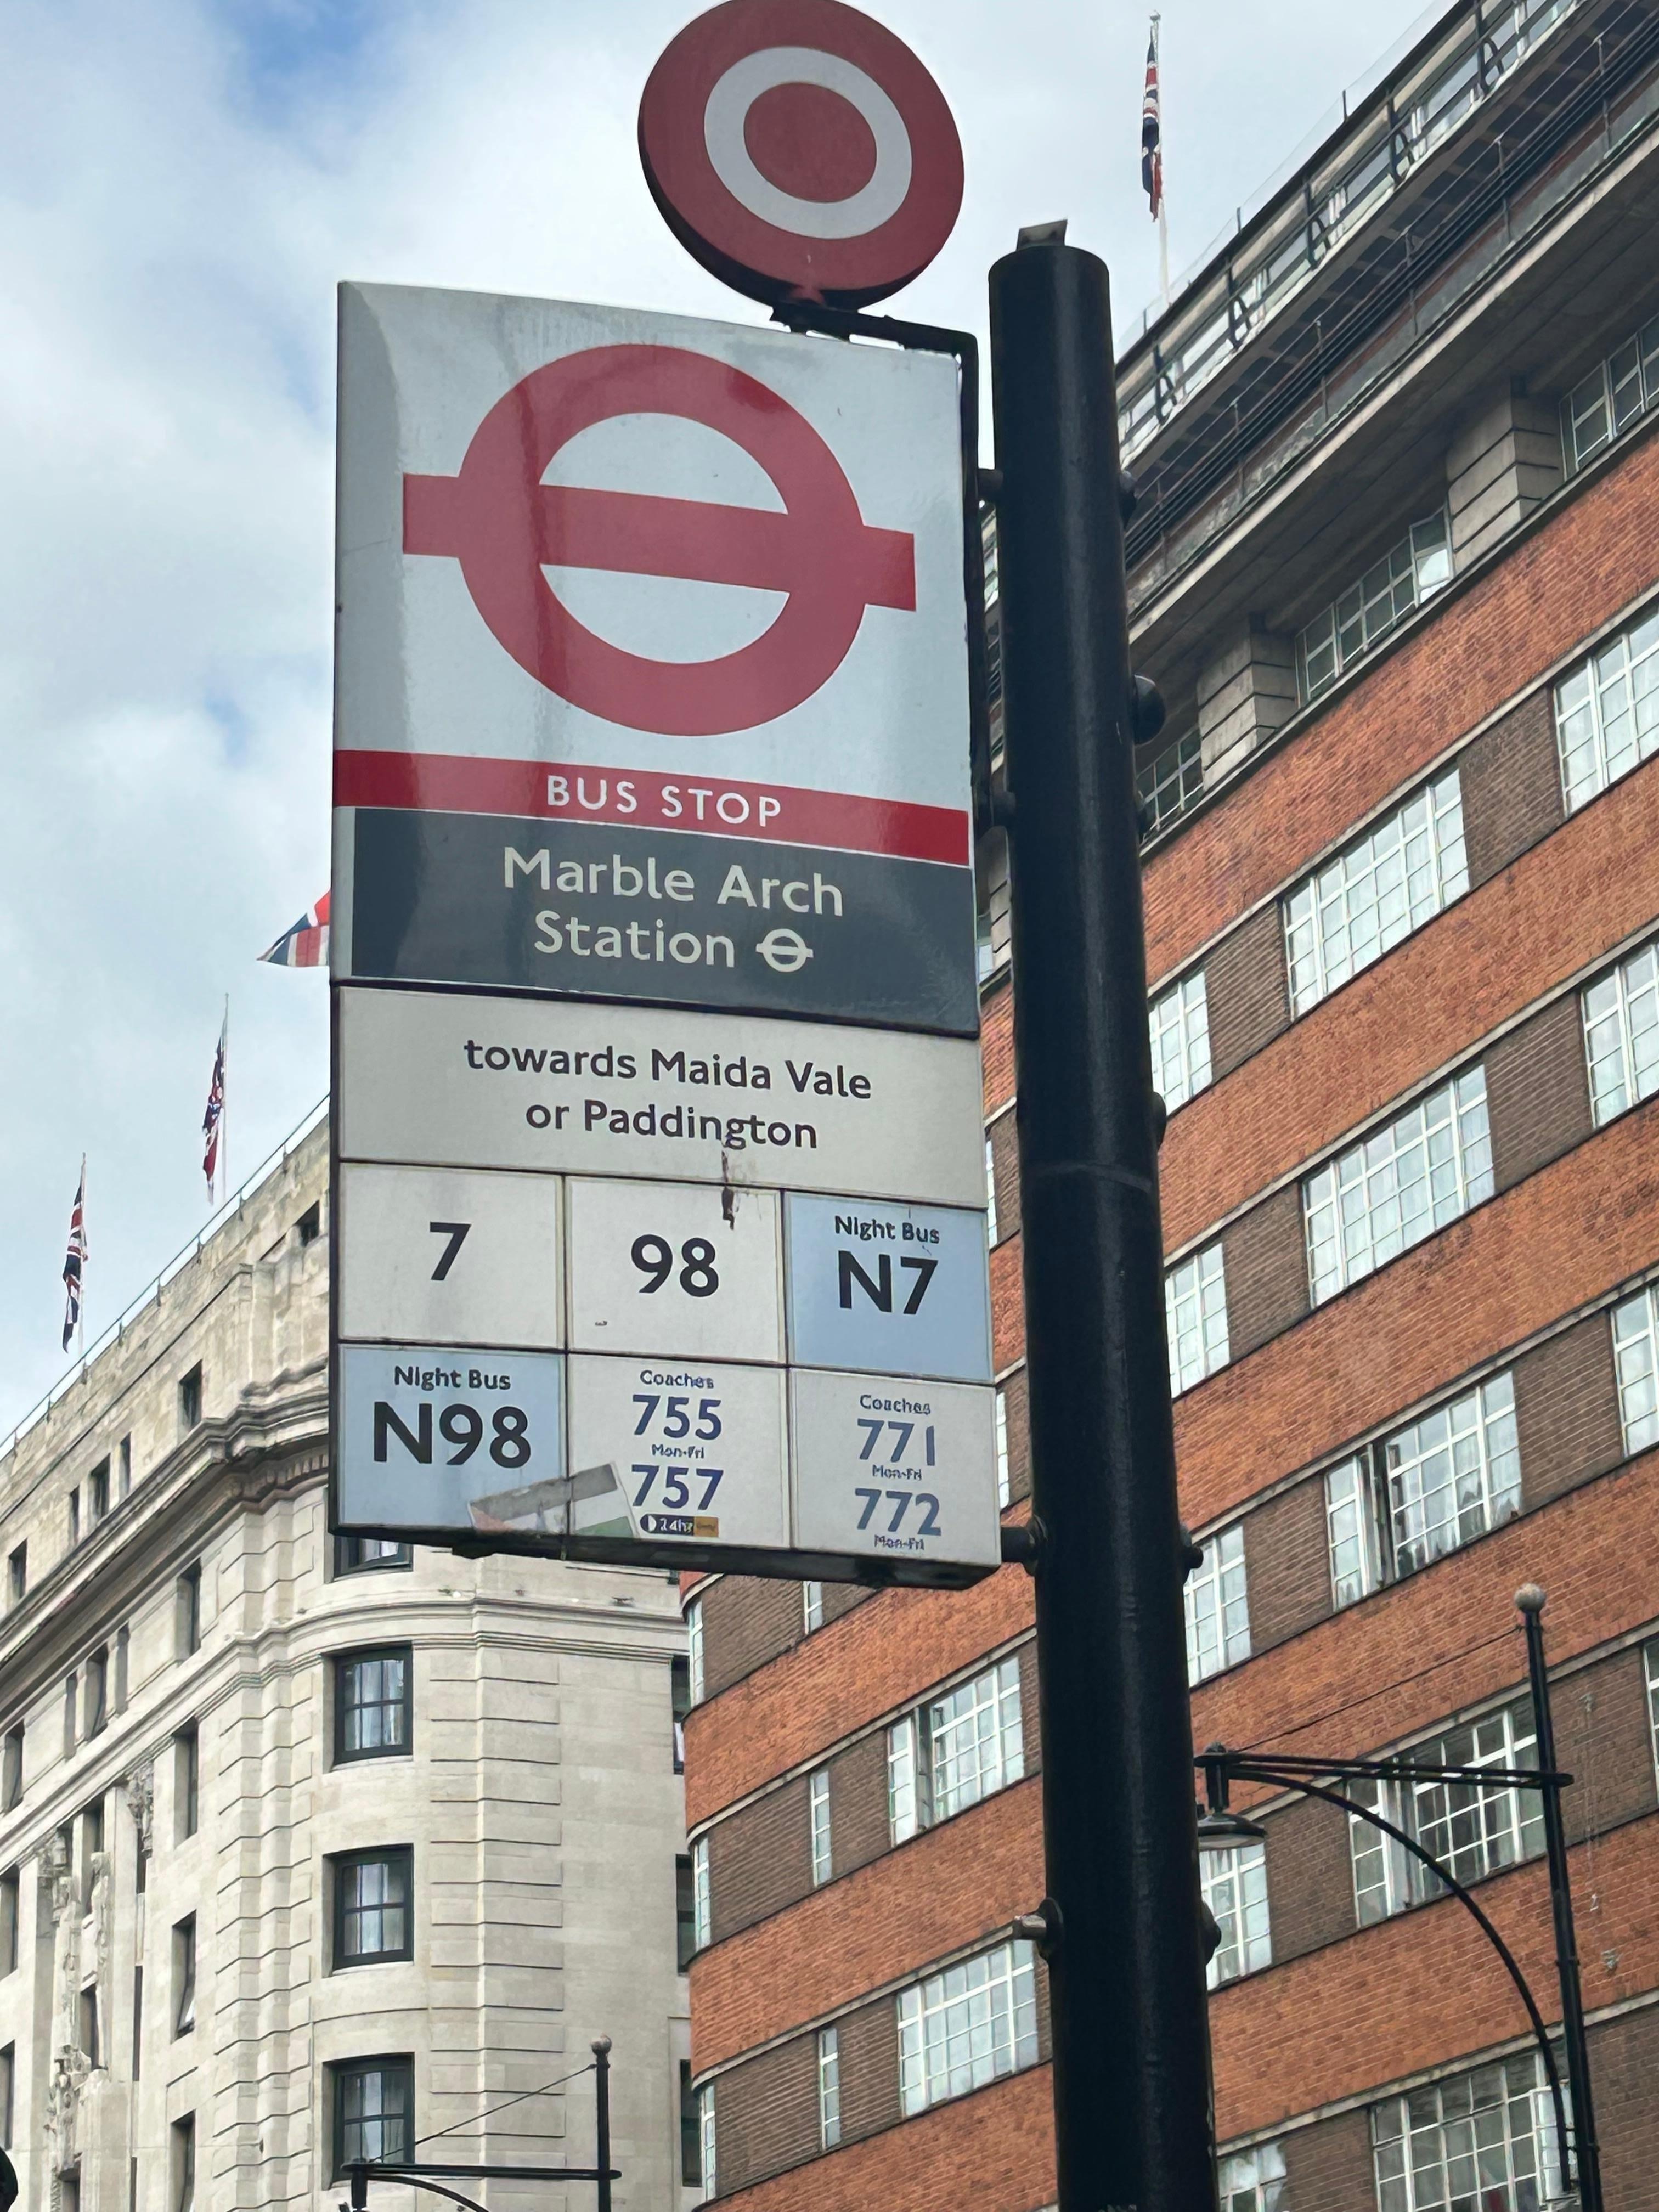 BUS STOP
Marble Arch
Station
towards Maida Vale
or Paddington
7
98
Night Bus
N7
Night Bus
N98
Coaches
755
Mon-Fri
757
24hr
Coaches
771
Mon-Fri
772
Mon-Fri